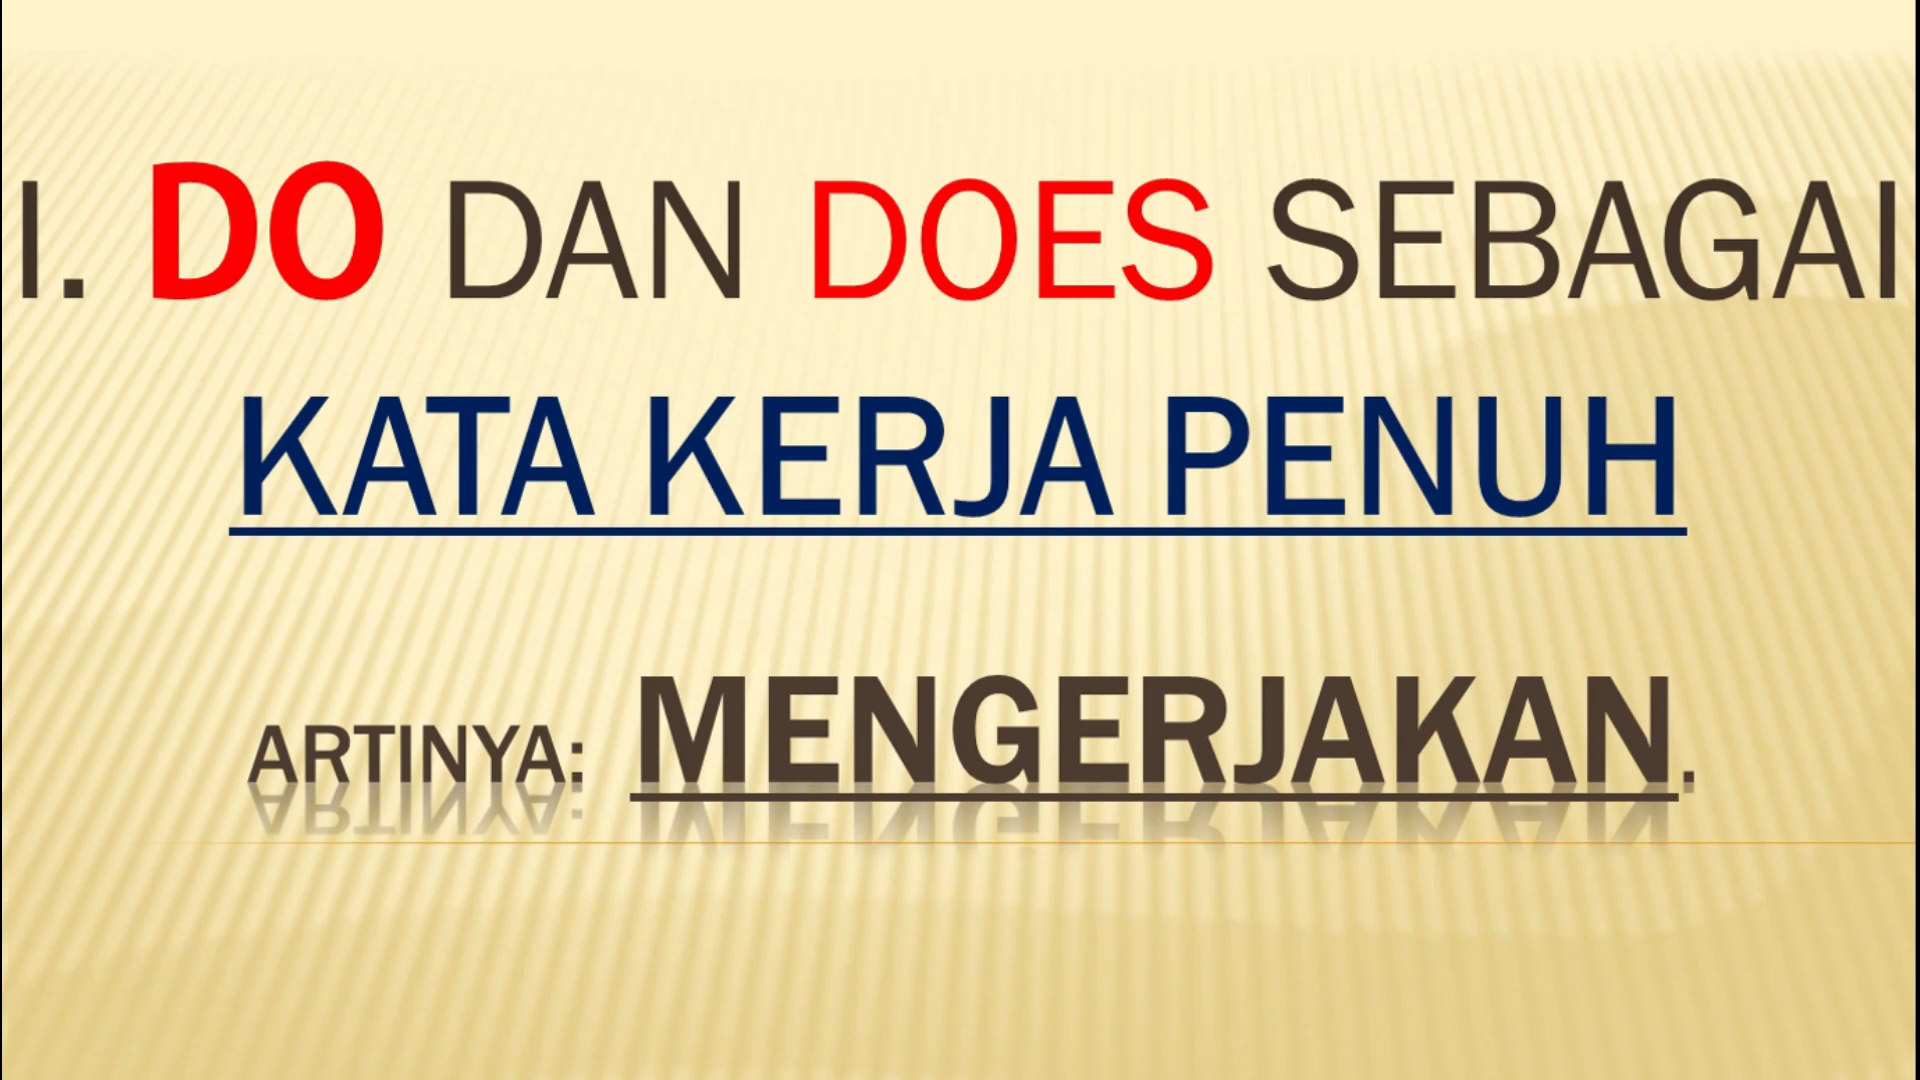 I. DO DAN DOES SEBAGAI
KATA KERJA PENUH
ARTINYA: MENGERJAKAN.